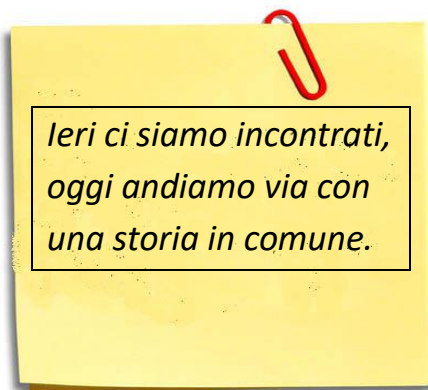 Ieri ci siamo incontrati,
oggi andiamo via con
una storia in comune.